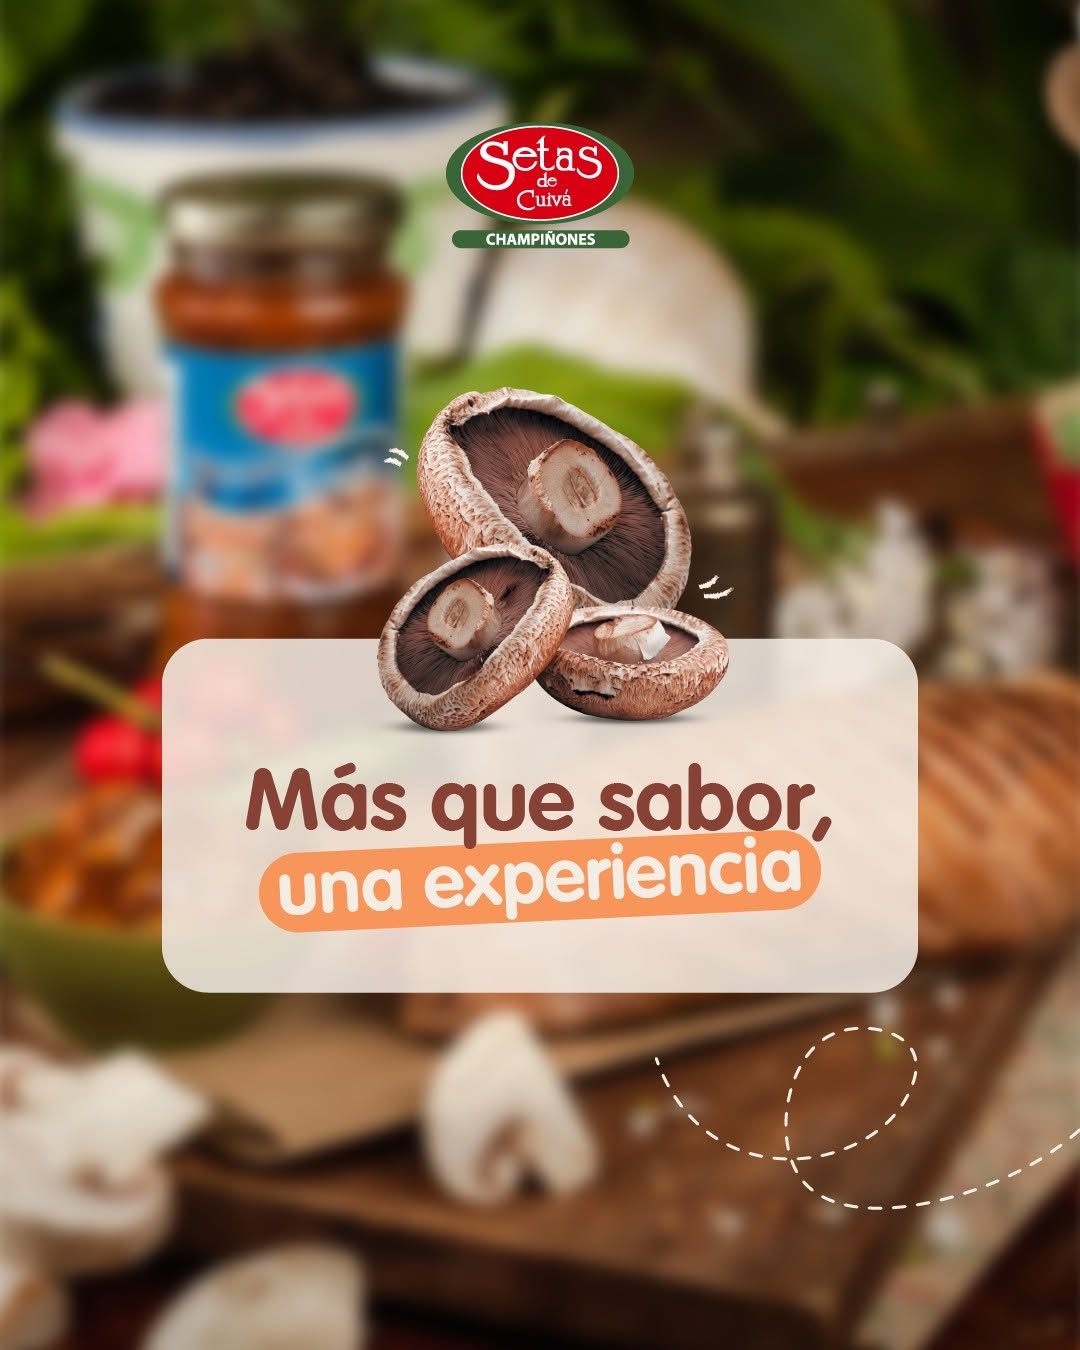 Setas
de
Cuivá
CHAMPIÑONES
Más que sabor,
una experiencia